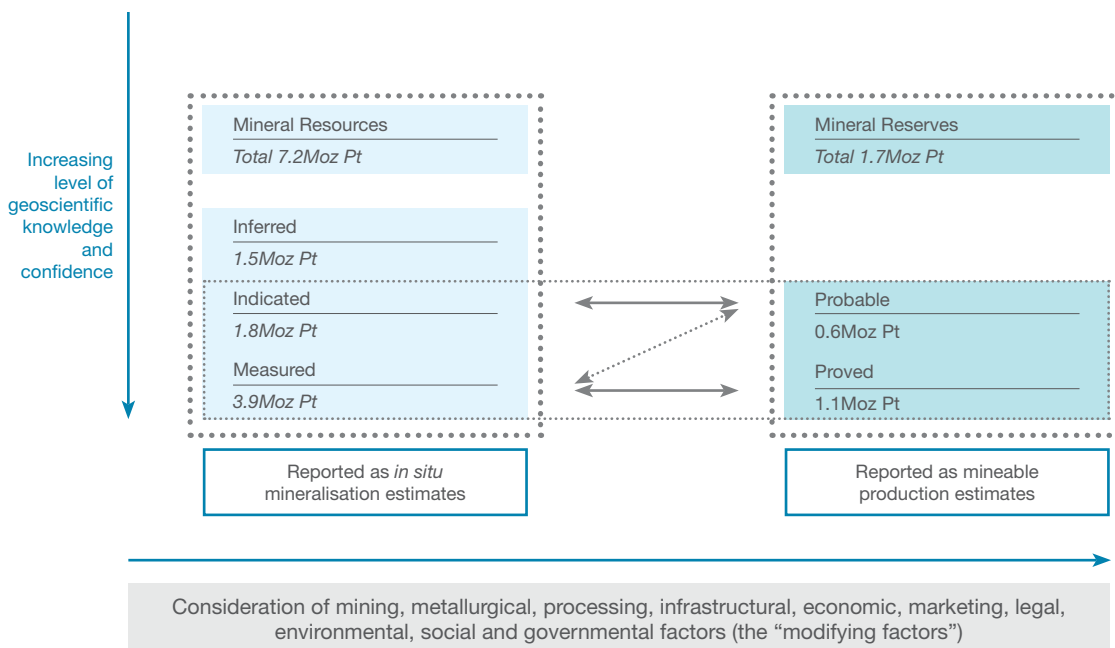 Increasing
level of
geoscientific
knowledge
and
confidence
Mineral Resources
Total 7.2Moz Pt
Inferred
1.5Moz Pt
Indicated
1.8Moz Pt
Measured
3.9Moz Pt
Reported as in situ
mineralisation estimates
Mineral Reserves
Total 1.7Moz Pt
Probable
0.6Moz Pt
Proved
1.1Moz Pt
Reported as mineable
production estimates
Consideration of mining, metallurgical, processing, infrastructural, economic, marketing, legal,
environmental, social and governmental factors (the “modifying factors”)